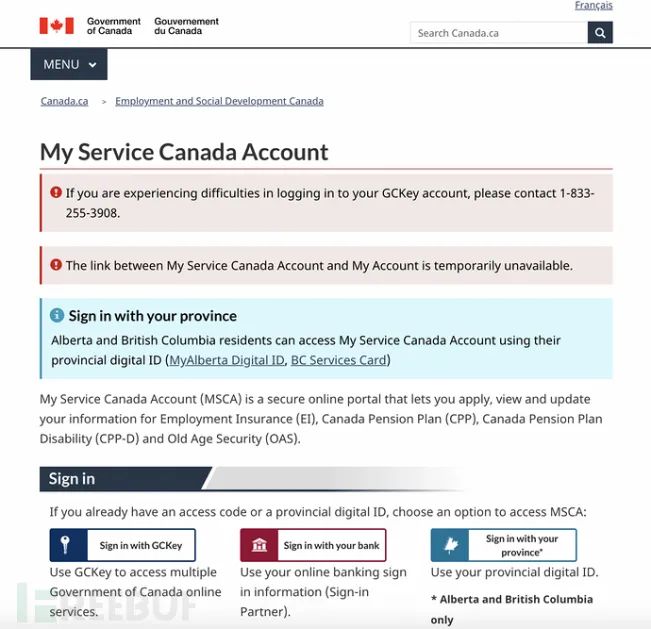 Français
Government of Canada
Gouvernement du Canada
Search Canada.ca
MENU
Canada.ca > Employment and Social Development Canada
My Service Canada Account
If you are experiencing difficulties in logging in to your GCKey account, please contact 1-833-
255-3908.
The link between My Service Canada Account and My Account is temporarily unavailable.
Sign in with your province
Alberta and British Columbia residents can access My Service Canada Account using their
provincial digital ID (MyAlberta Digital ID, BC Services Card)
My Service Canada Account (MSCA) is a secure online portal that lets you apply, view and update
your information for Employment Insurance (EI), Canada Pension Plan (CPP), Canada Pension Plan
Disability (CPP-D) and Old Age Security (OAS).
Sign in
If you already have an access code or a provincial digital ID, choose an option to access MSCA:
Sign in with GCKey
Use GCKey to access multiple
Government of Canada online
services.
Sign in with your bank
Use your online banking sign
in information (Sign-in
Partner).
Sign in with your
province*
Use your provincial digital ID.
* Alberta and British Columbia
only
FREEBUF